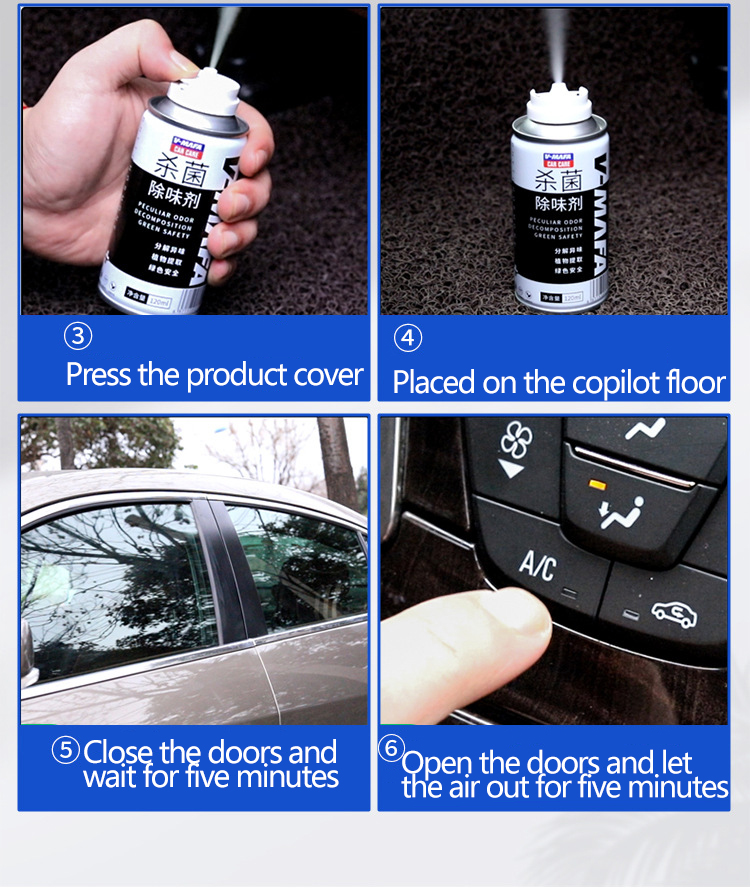 V-MAFA
CAR CARE
杀菌
除味剂
PECULIAR ODOR
DECOMPOSITION
GREEN SAFETY
分解异味
植物提取
绿色安全
净含量 120ml
V-MAFA
③
Press the product cover
V-MAFA
CAR CARE
杀菌
除味剂
PECULIAR ODOR
DECOMPOSITION
GREEN SAFETY
分解异味
植物提取
绿色安全
净含量 120ml
V-MAFA
④
Placed on the copilot floor
⑤ Close the doors and
wait for five minutes
A/C
⑥ Open the doors and let
the air out for five minutes